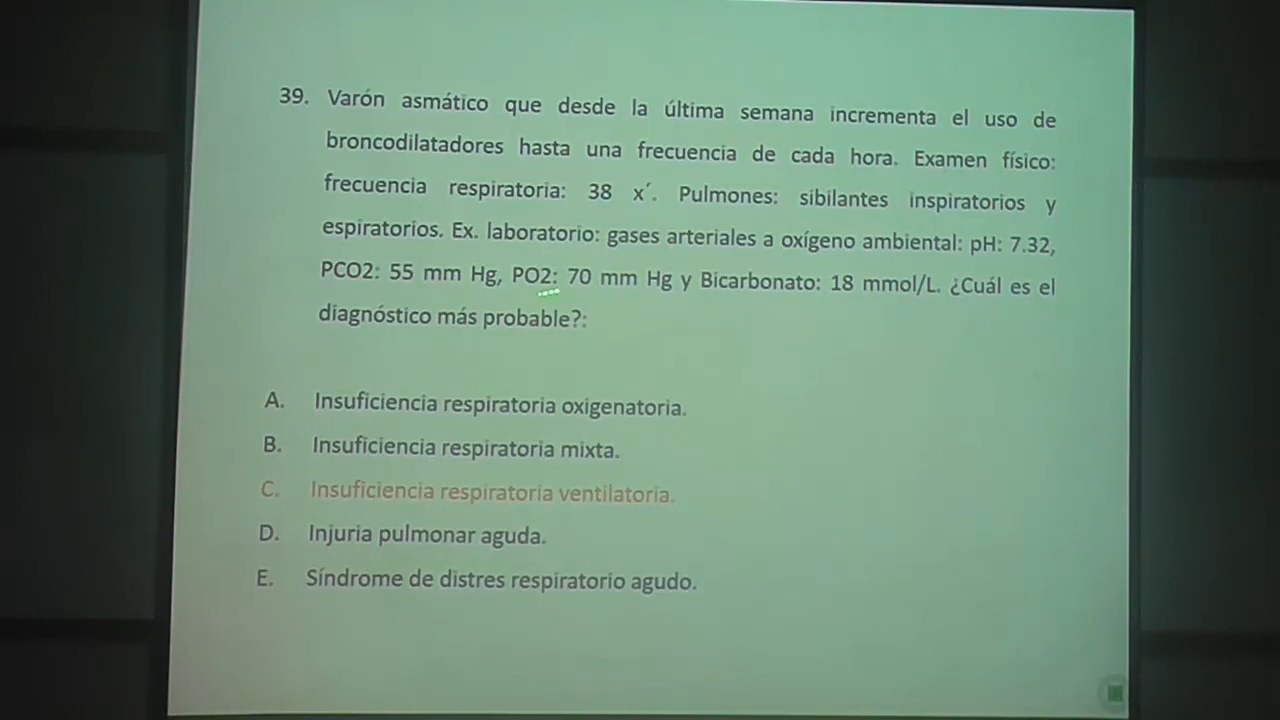 39. Varón asmático que desde la última semana incrementa el uso de
broncodilatadores hasta una frecuencia de cada hora. Examen físico:
frecuencia respiratoria: 38 x´. Pulmones: sibilantes inspiratorios y
espiratorios. Ex. laboratorio: gases arteriales a oxígeno ambiental: pH: 7.32,
PCO2: 55 mm Hg, PO2: 70 mm Hg y Bicarbonato: 18 mmol/L. ¿Cuál es el
diagnóstico más probable?:
A. Insuficiencia respiratoria oxigenatoria.
B. Insuficiencia respiratoria mixta.
C. Insuficiencia respiratoria ventilatoria.
D. Injuria pulmonar aguda.
E. Síndrome de distres respiratorio agudo.